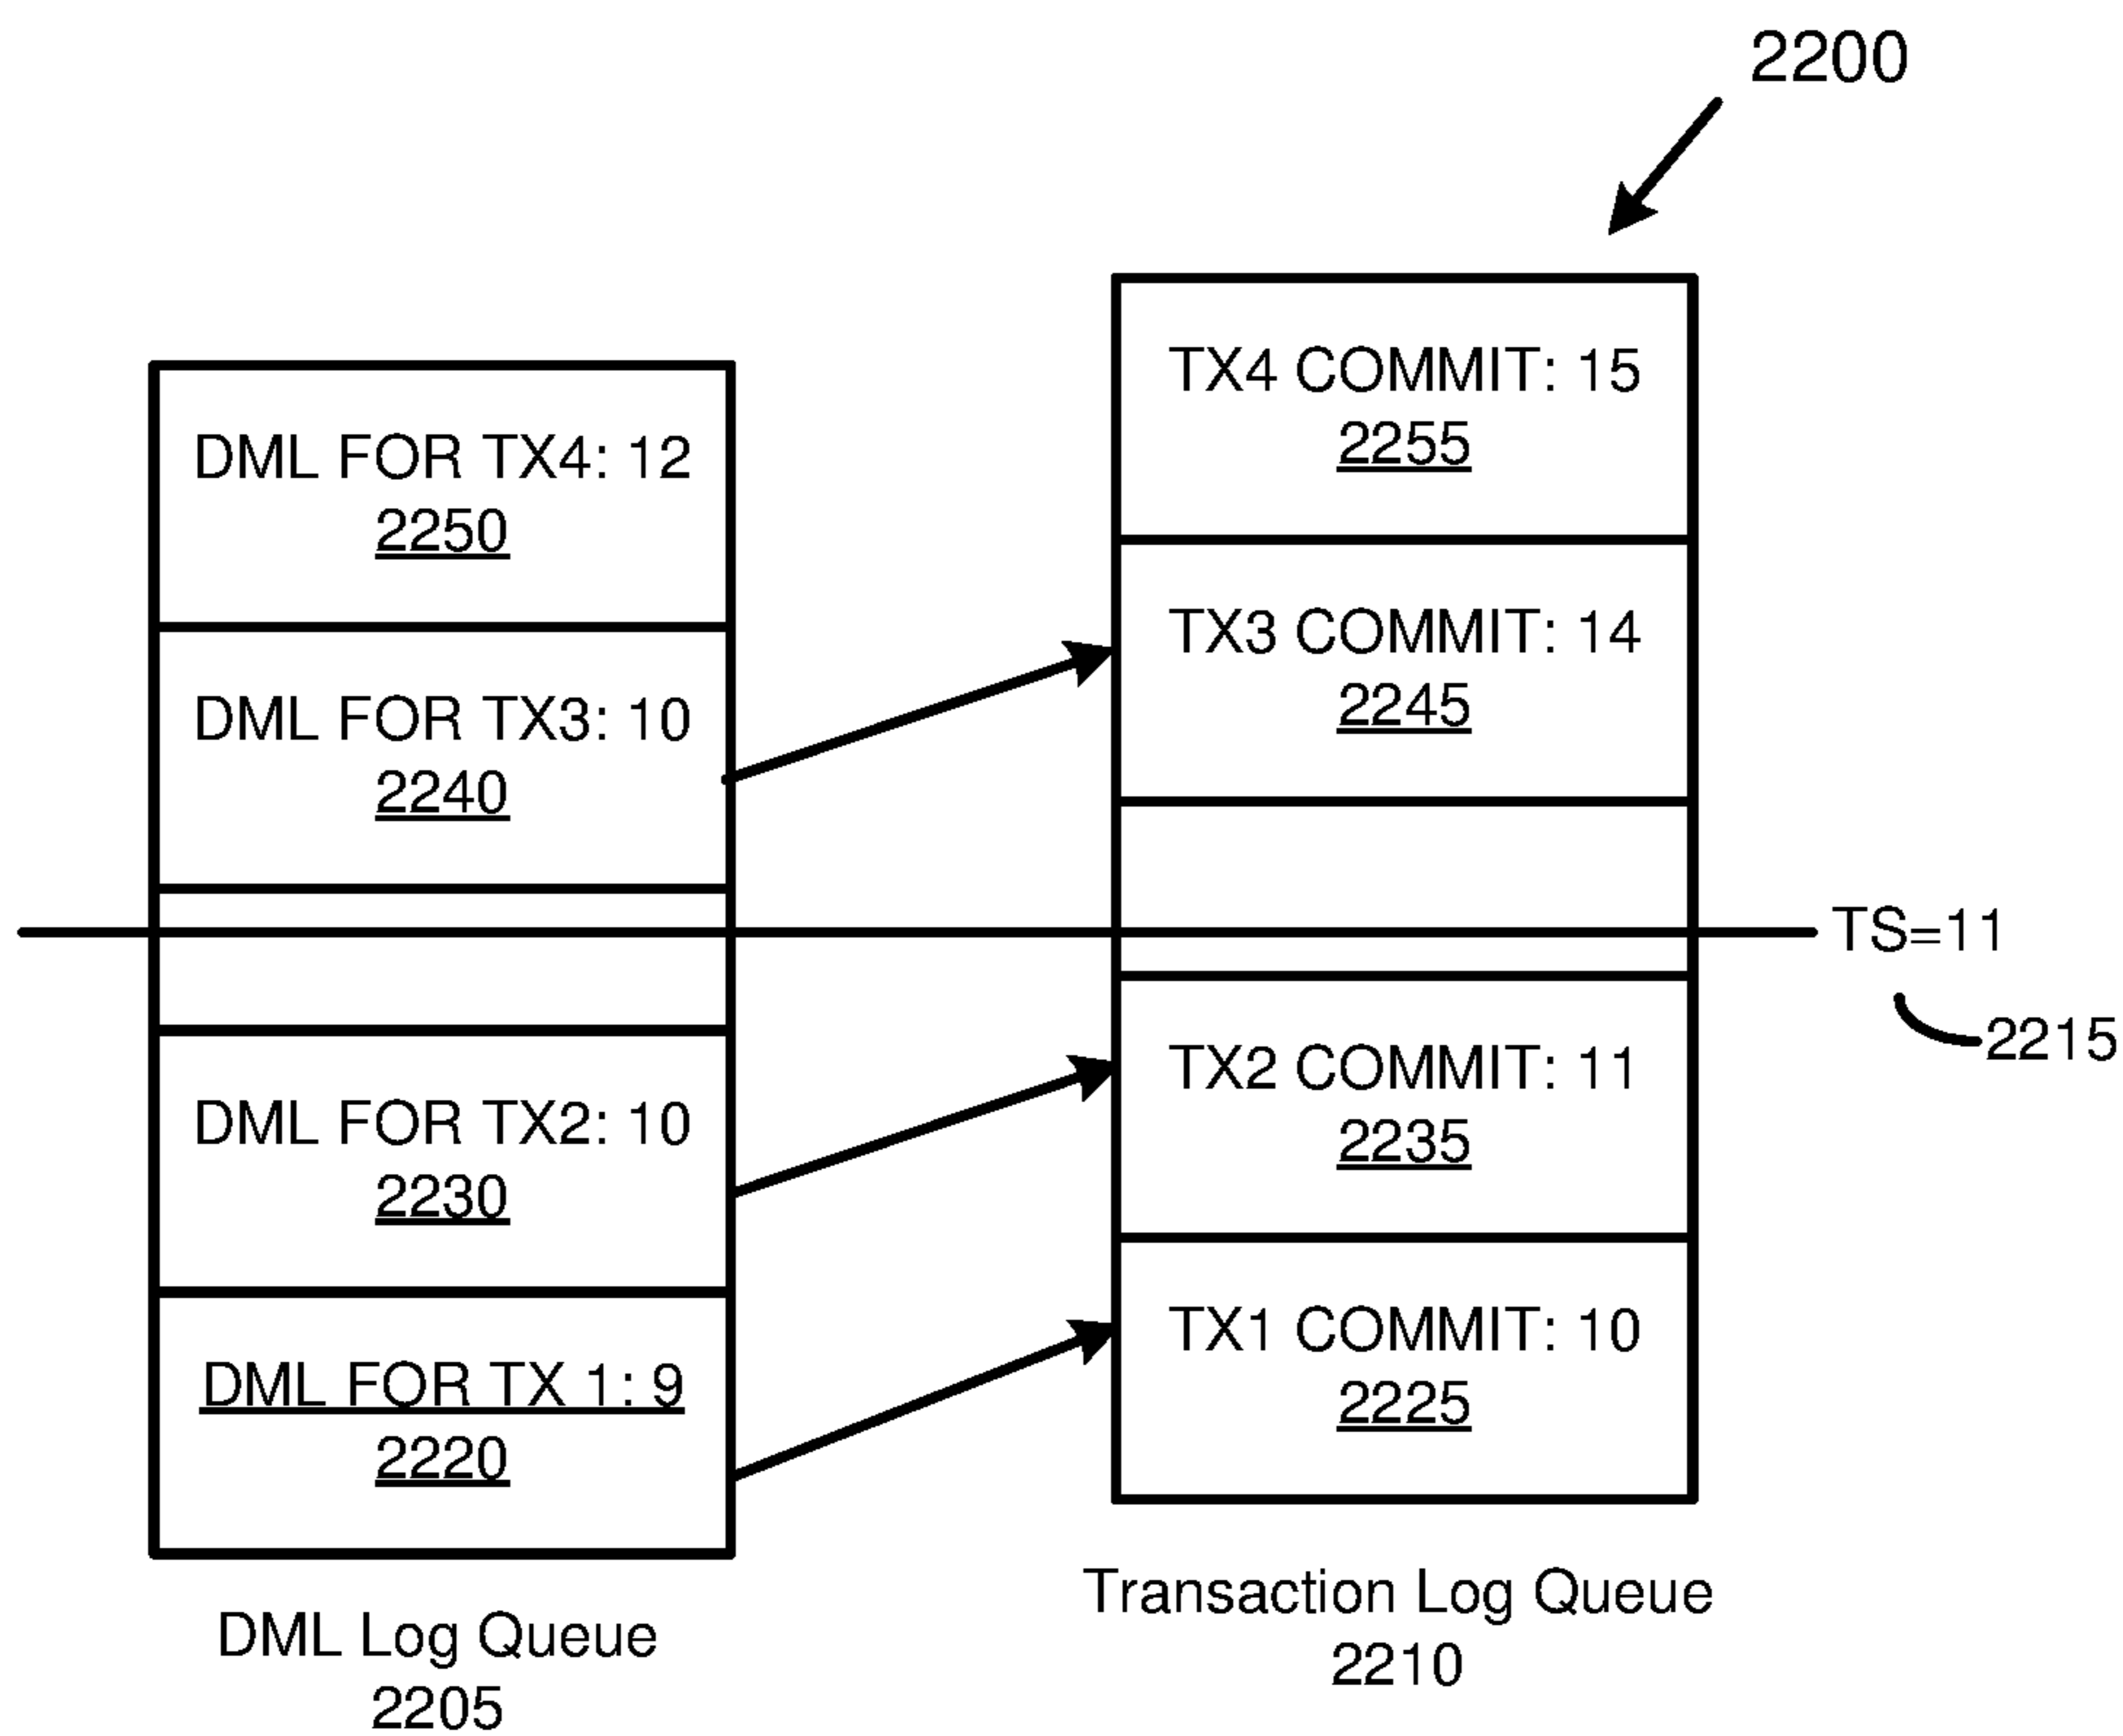 2200
DML FOR TX4: 12
2250
DML FOR TX3: 10
2240
DML FOR TX2: 10
2230
DML FOR TX 1: 9
2220
DML Log Queue
2205
TX4 COMMIT: 15
2255
TX3 COMMIT: 14
2245
TX2 COMMIT: 11
2235
TX1 COMMIT: 10
2225
Transaction Log Queue
2210
TS=11
2215